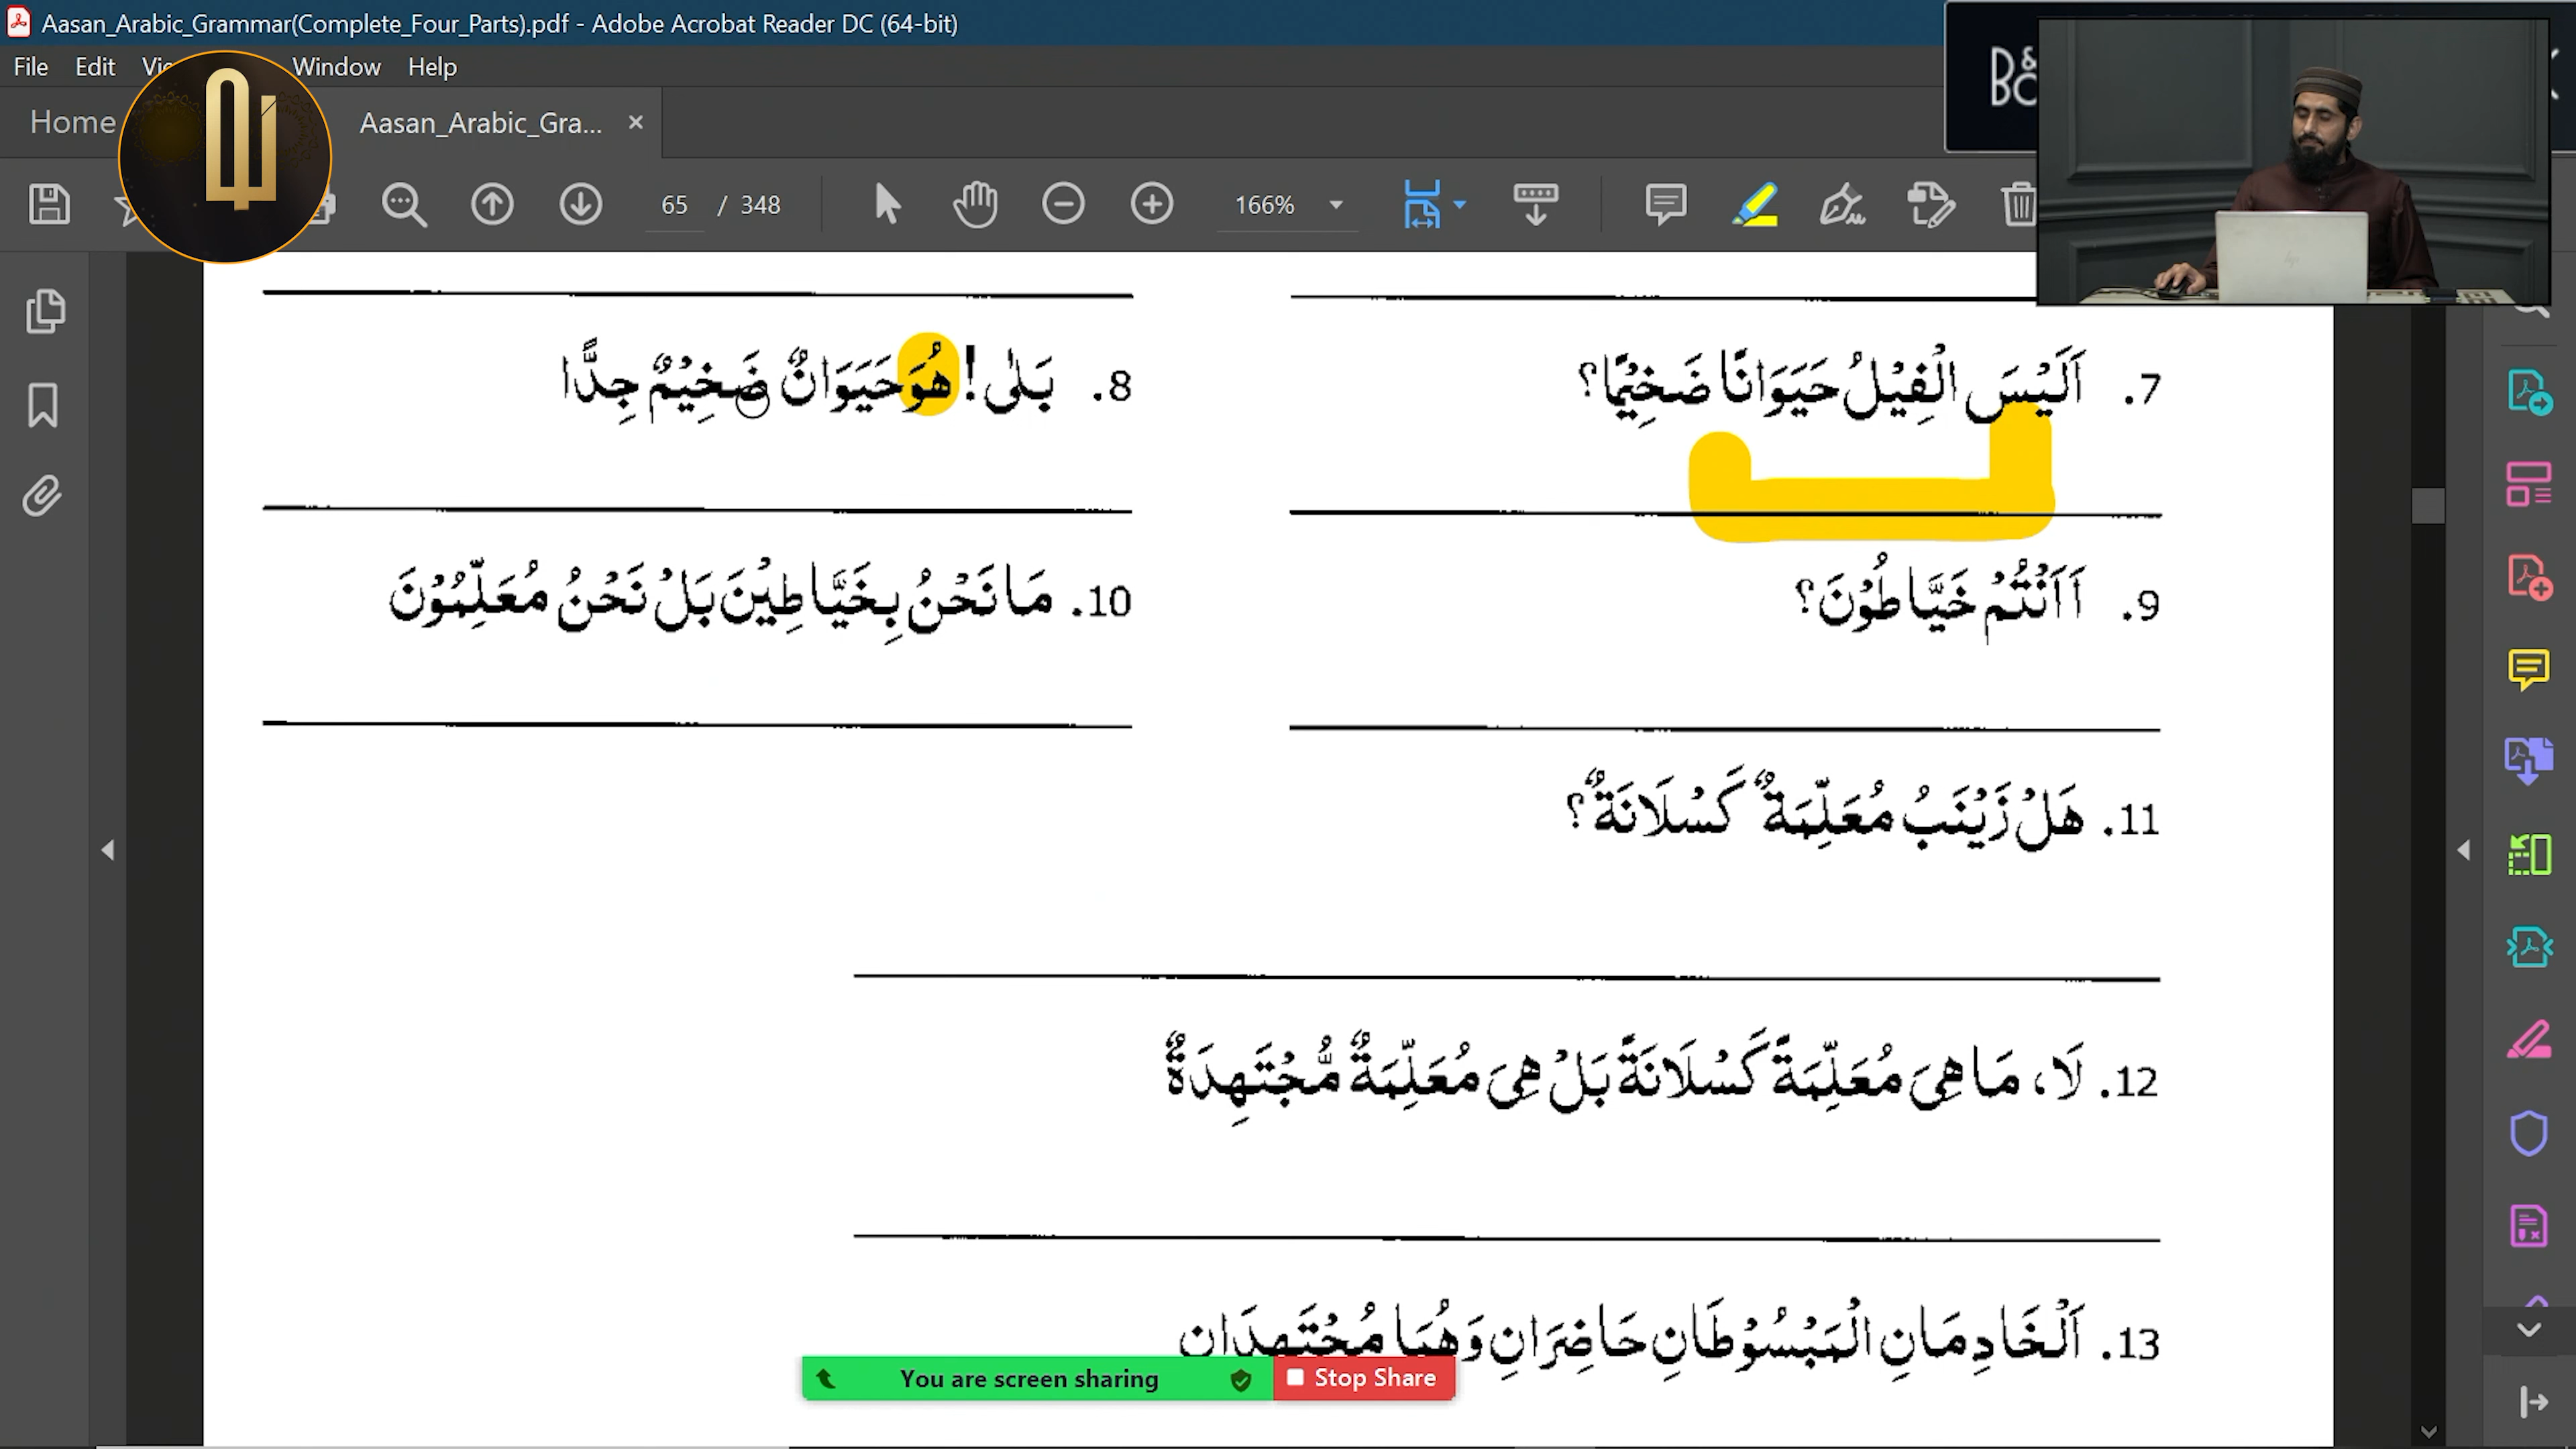 Aasan_Arabic_Grammar(Complete_Four_Parts).pdf - Adobe Acrobat Reader DC (64-bit)
File Edit Window Help
Home Aasan_Arabic_Gra... ×
65 / 348 166%
7. اَلَيْسَ الْفِيْلُ حَيَوَانًا ضَخِيْمًا؟
8. بَلٰى! هُوَ حَيَوَانٌ ضَخِيْمٌ جِدًّا
9. اَاَنْتُمْ خَيَّاطُوْنَ؟
10. مَا نَحْنُ بِخَيَّاطِيْنَ بَلْ نَحْنُ مُعَلِّمُوْنَ
11. هَلْ زَيْنَبُ مُعَلِّمَةٌ كَسْلَانَةٌ؟
12. لَا، مَا هِىَ مُعَلِّمَةً كَسْلَانَةً بَلْ هِىَ مُعَلِّمَةٌ مُّجْتَهِدَةٌ
13. اَلْخَادِمَانِ الْمَبْسُوْطَانِ حَاضِرَانِ وَهُمَا مُجْتَهِدَانِ
You are screen sharing Stop Share